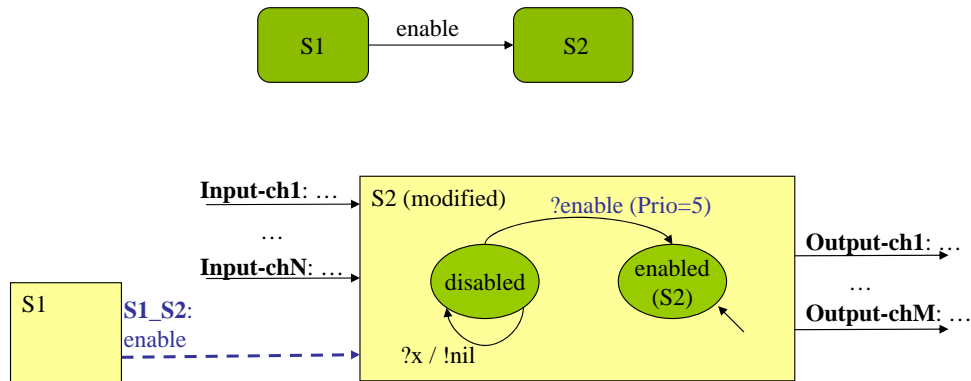 enable
S1
S2
Input-ch1: …
…
Input-chN: …
S1
S1_S2:
enable
S2 (modified)
?enable (Prio=5)
disabled
enabled
(S2)
?x / !nil
Output-ch1: …
…
Output-chM: …